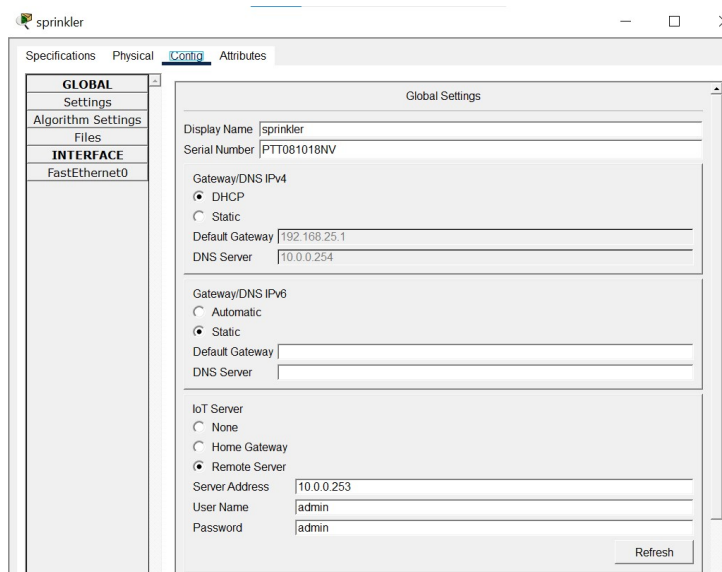 sprinkler
Specifications Physical Config Attributes
GLOBAL
Settings
Algorithm Settings
Files
INTERFACE
FastEthernet0
Global Settings
Display Name sprinkler
Serial Number PTT081018NV
Gateway/DNS IPv4
DHCP
Static
Default Gateway 192.168.25.1
DNS Server 10.0.0.254
Gateway/DNS IPv6
Automatic
Static
Default Gateway
DNS Server
IoT Server
None
Home Gateway
Remote Server
Server Address 10.0.0.253
User Name admin
Password admin
Refresh